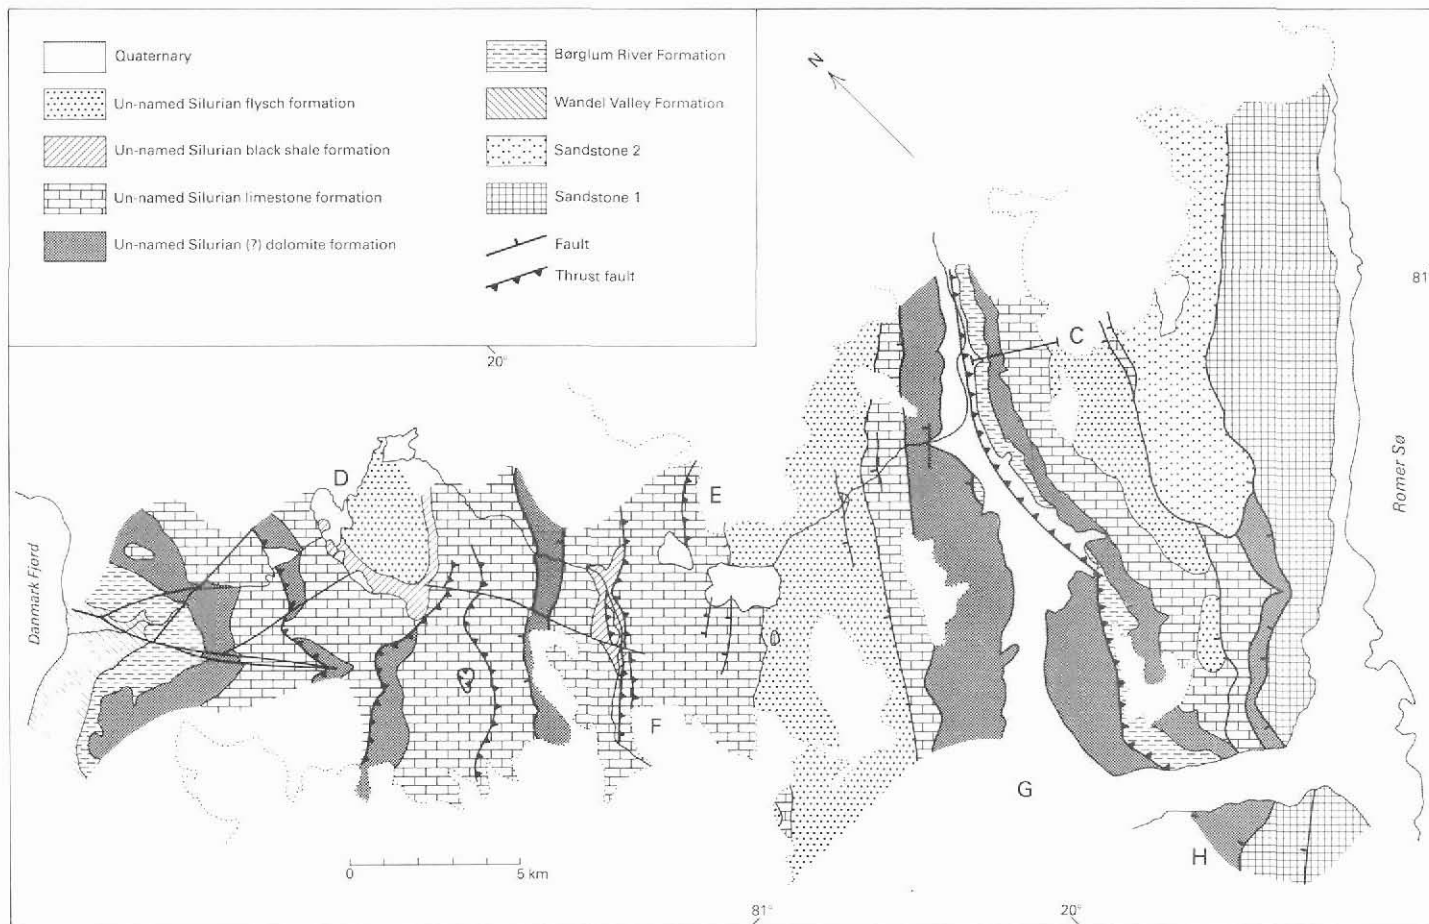 Quaternary
Un-named Silurian flysch formation
Un-named Silurian black shale formation
Un-named Silurian limestone formation
Un-named Silurian (?) dolomite formation
Børglum River Formation
Wandel Valley Formation
Sandstone 2
Sandstone 1
Fault
Thrust fault
N
81
20°
C
D
E
Danmark Fjord
Romer Sø
F
G
H
0 5 km
81°
20°